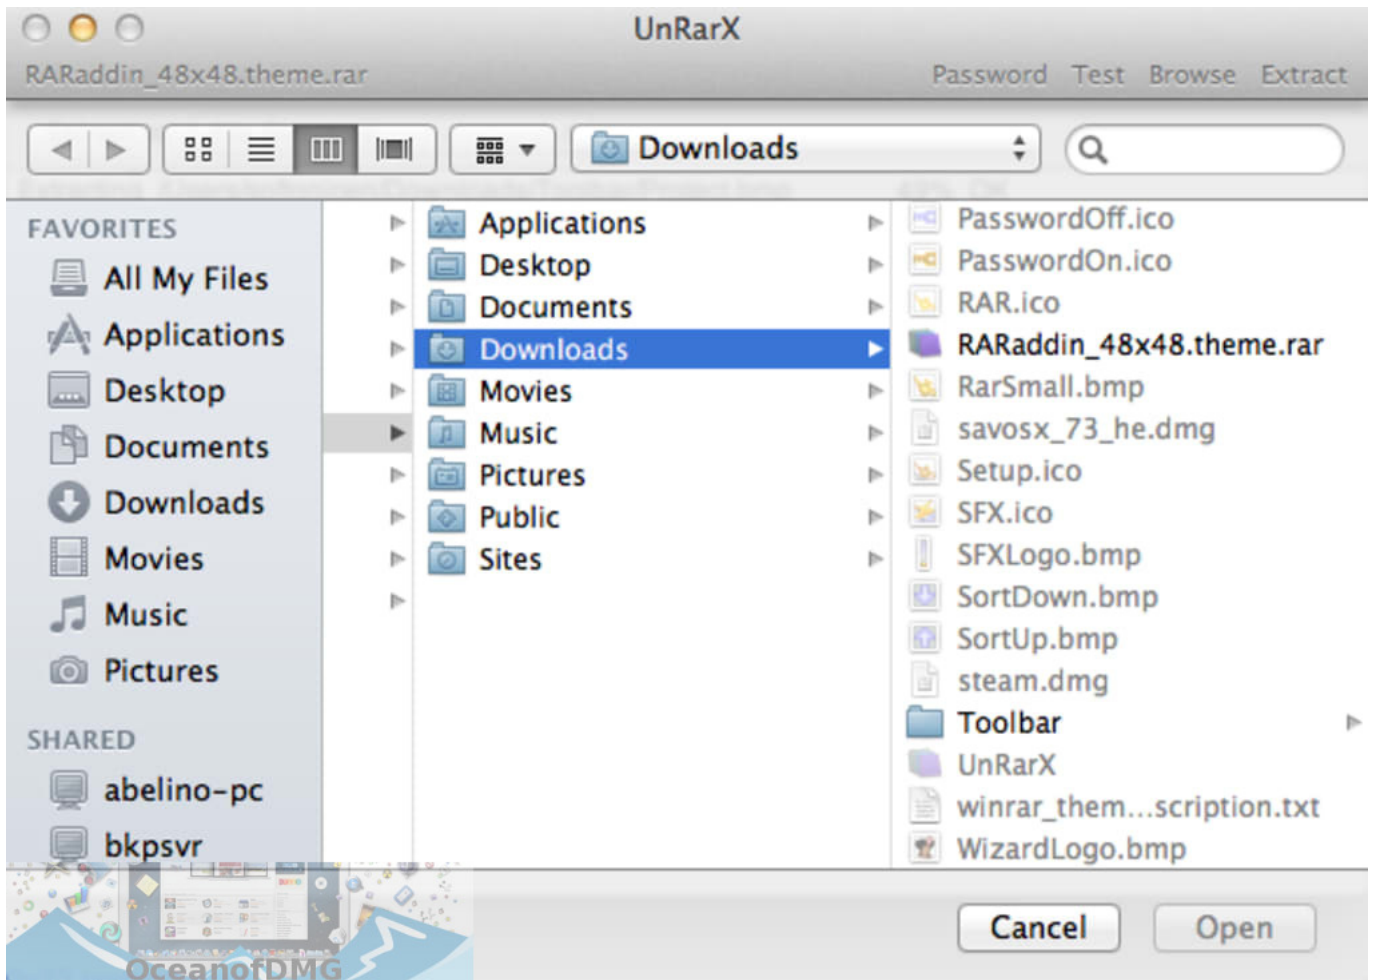 UnRarX
RARaddin_48x48.theme.rar
Password Test Browse Extract
Downloads
FAVORITES
All My Files
Applications
Desktop
Documents
Downloads
Movies
Music
Pictures
SHARED
abelino-pc
bkpsvr
Applications
Desktop
Documents
Downloads
Movies
Music
Pictures
Public
Sites
PasswordOff.ico
PasswordOn.ico
RAR.ico
RARaddin_48x48.theme.rar
RarSmall.bmp
savosx_73_he.dmg
Setup.ico
SFX.ico
SFXLogo.bmp
SortDown.bmp
SortUp.bmp
steam.dmg
Toolbar
UnRarX
winrar_them...scription.txt
WizardLogo.bmp
Cancel
Open
OceanofDMG